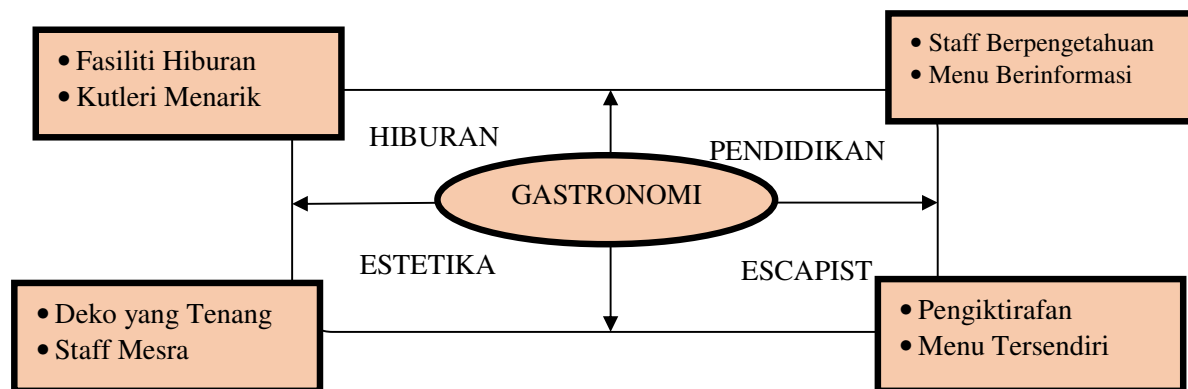 • Fasiliti Hiburan
• Kutleri Menarik
• Staff Berpengetahuan
• Menu Berinformasi
HIBURAN
PENDIDIKAN
GASTRONOMI
ESTETIKA
ESCAPIST
• Deko yang Tenang
• Staff Mesra
• Pengiktirafan
• Menu Tersendiri